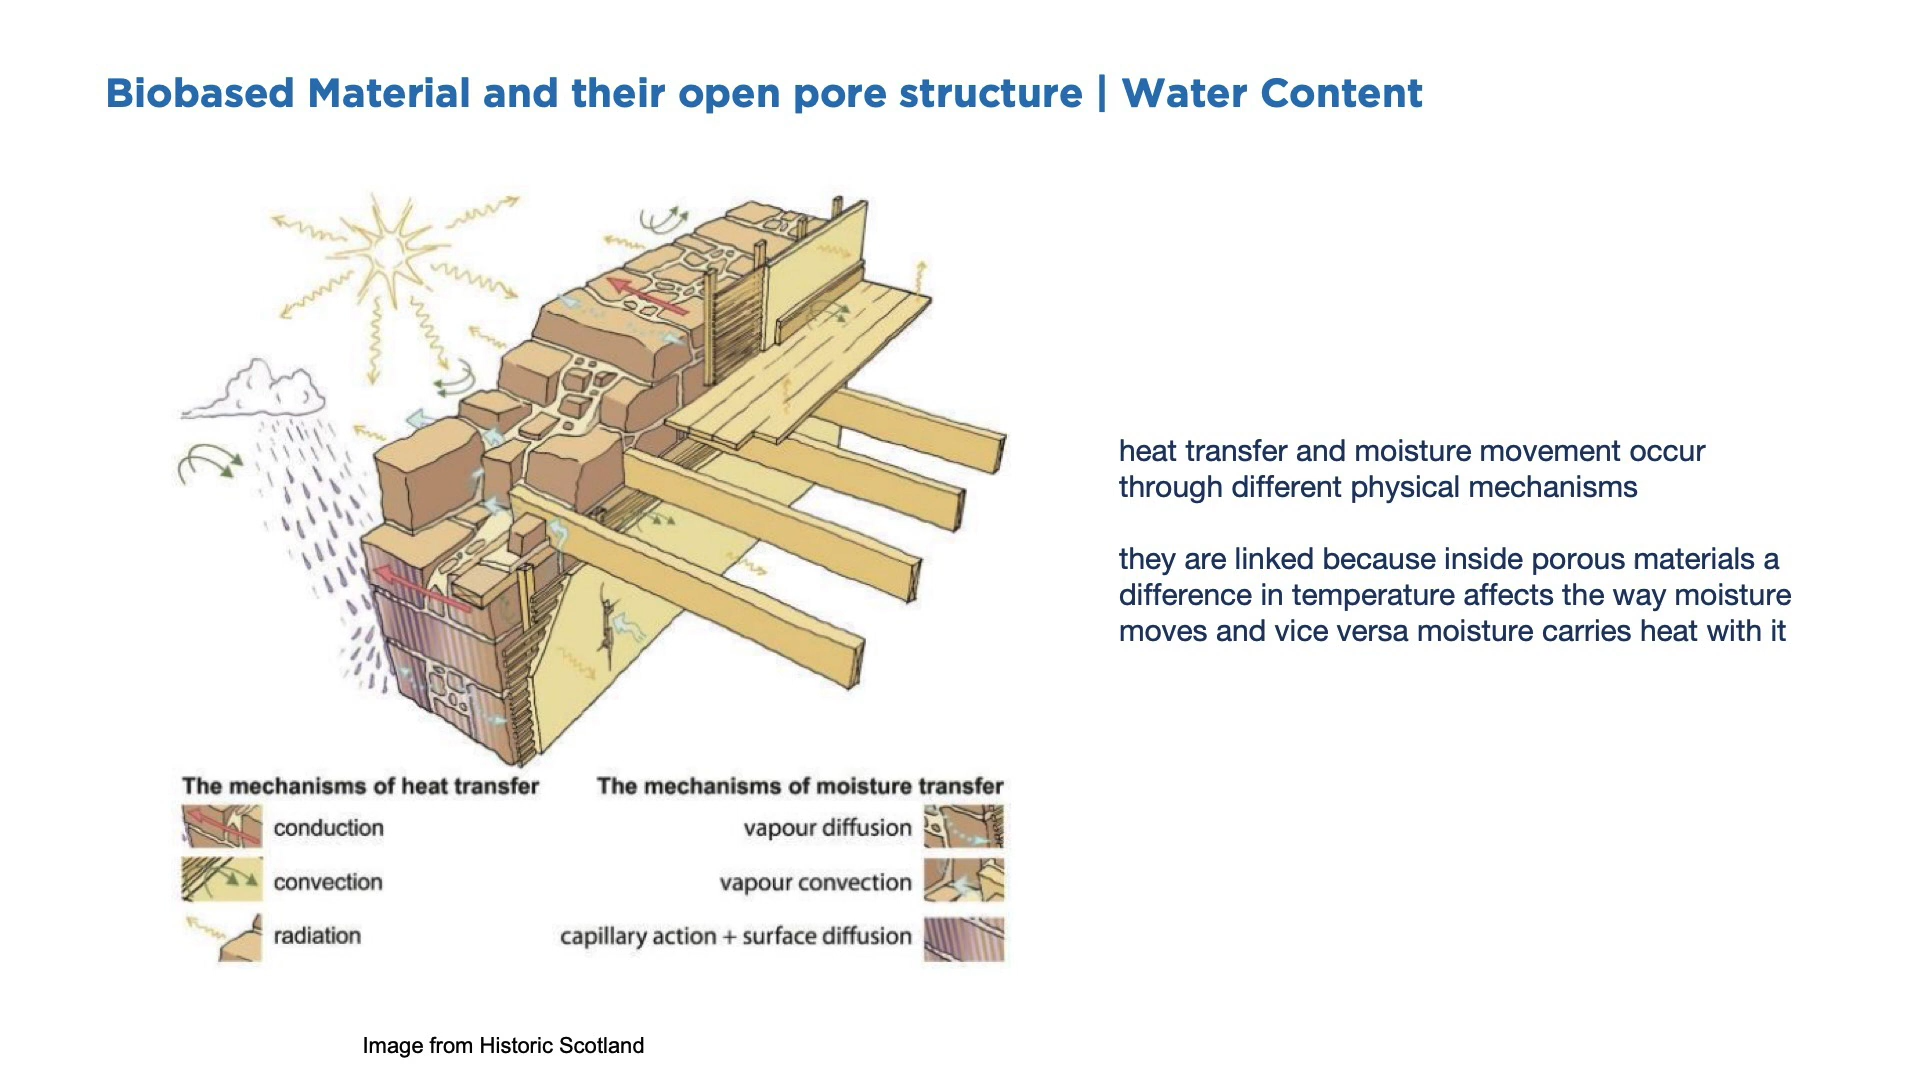 Biobased Material and their open pore structure | Water Content
heat transfer and moisture movement occur
through different physical mechanisms
they are linked because inside porous materials a
difference in temperature affects the way moisture
moves and vice versa moisture carries heat with it
The mechanisms of heat transfer
conduction
convection
radiation
The mechanisms of moisture transfer
vapour diffusion
vapour convection
capillary action + surface diffusion
Image from Historic Scotland